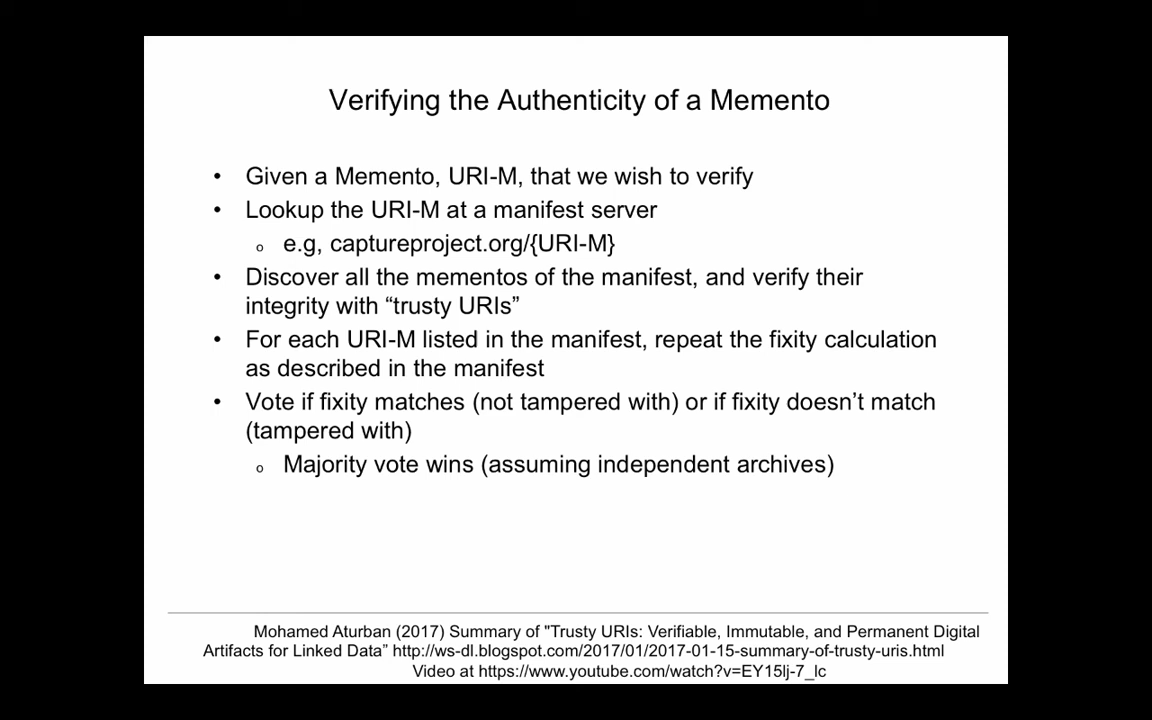 Verifying the Authenticity of a Memento
• Given a Memento, URI-M, that we wish to verify
• Lookup the URI-M at a manifest server
o e.g, captureproject.org/{URI-M}
• Discover all the mementos of the manifest, and verify their
integrity with “trusty URIs”
• For each URI-M listed in the manifest, repeat the fixity calculation
as described in the manifest
• Vote if fixity matches (not tampered with) or if fixity doesn’t match
(tampered with)
o Majority vote wins (assuming independent archives)
Mohamed Aturban (2017) Summary of "Trusty URIs: Verifiable, Immutable, and Permanent Digital
Artifacts for Linked Data” http://ws-dl.blogspot.com/2017/01/2017-01-15-summary-of-trusty-uris.html
Video at https://www.youtube.com/watch?v=EY15lj-7_lc